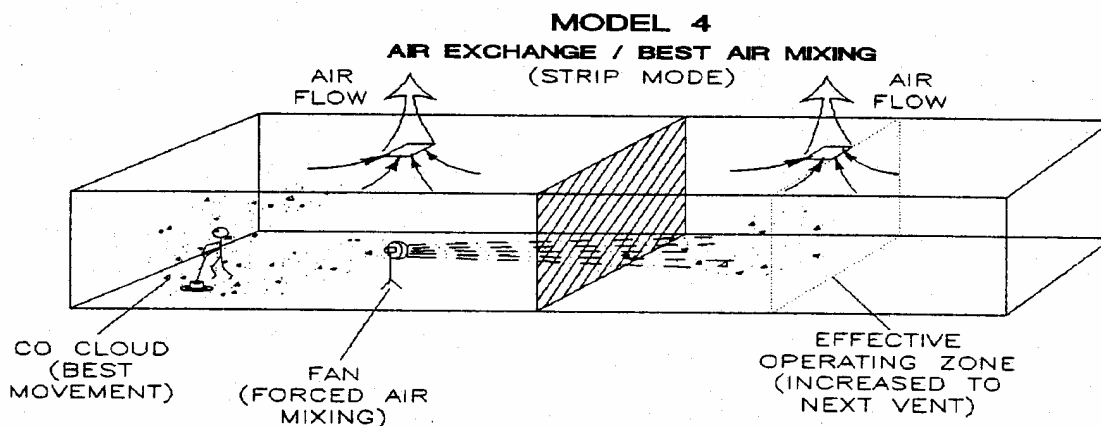 MODEL 4
AIR EXCHANGE / BEST AIR MIXING
(STRIP MODE)
AIR
FLOW
AIR
FLOW
CO CLOUD
(BEST
MOVEMENT)
FAN
(FORCED AIR
MIXING)
EFFECTIVE
OPERATING ZONE
(INCREASED TO
NEXT VENT)